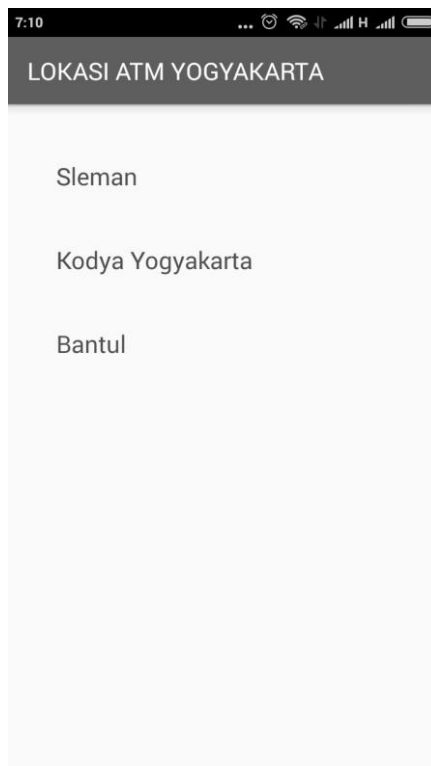 7:10 ... H
LOKASI ATM YOGYAKARTA
Sleman
Kodya Yogyakarta
Bantul